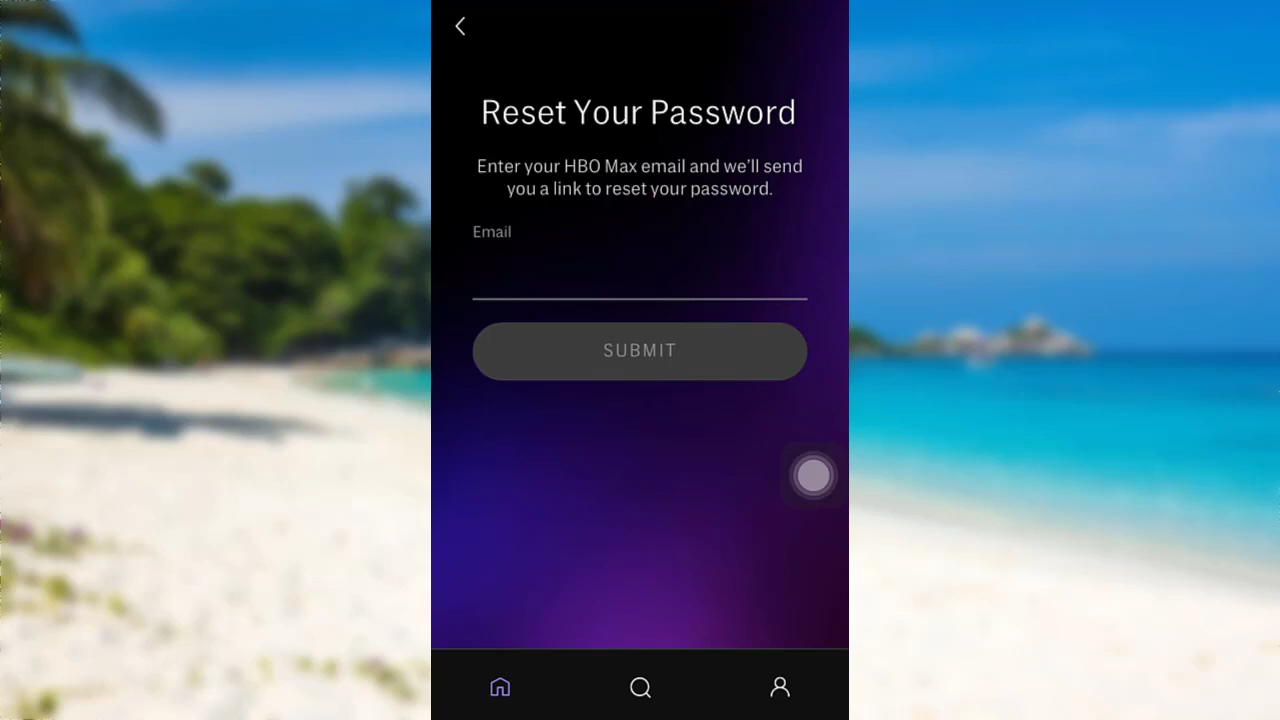 Reset Your Password
Enter your HBO Max email and we'll send
you a link to reset your password.
Email
SUBMIT